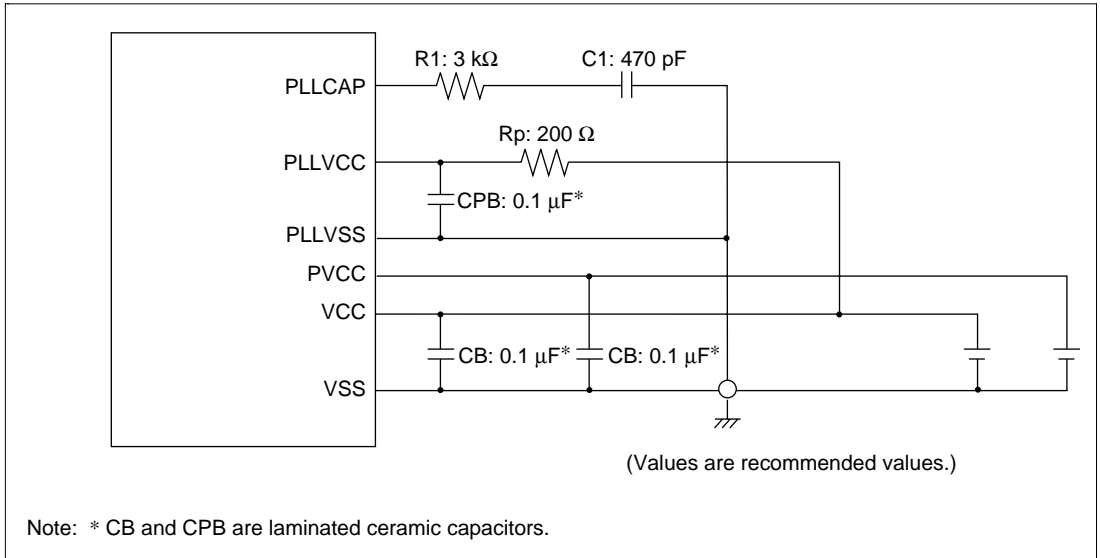 R1: 3 kΩ
C1: 470 pF
PLLCAP
Rp: 200 Ω
PLLVCC
CPB: 0.1 μF*
PLLVSS
PVCC
VCC
CB: 0.1 μF*
CB: 0.1 μF*
VSS
(Values are recommended values.)
Note: * CB and CPB are laminated ceramic capacitors.